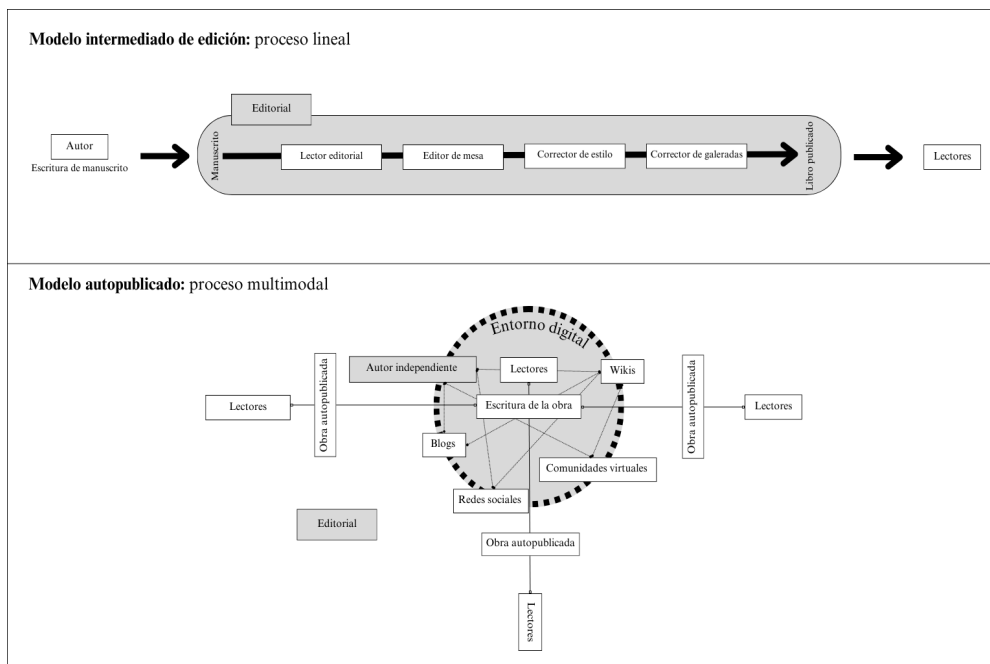 Modelo intermediado de edición: proceso lineal
Editorial
Autor
Escritura de manuscrito
Manuscrito
Lector editorial
Editor de mesa
Corrector de estilo
Corrector de galeradas
Libro publicado
Lectores
Modelo autopublicado: proceso multimodal
Entorno digital
Autor independiente
Lectores
Wikis
Lectores
Obra autopublicada
Escritura de la obra
Obra autopublicada
Lectores
Blogs
Comunidades virtuales
Redes sociales
Editorial
Obra autopublicada
Lectores